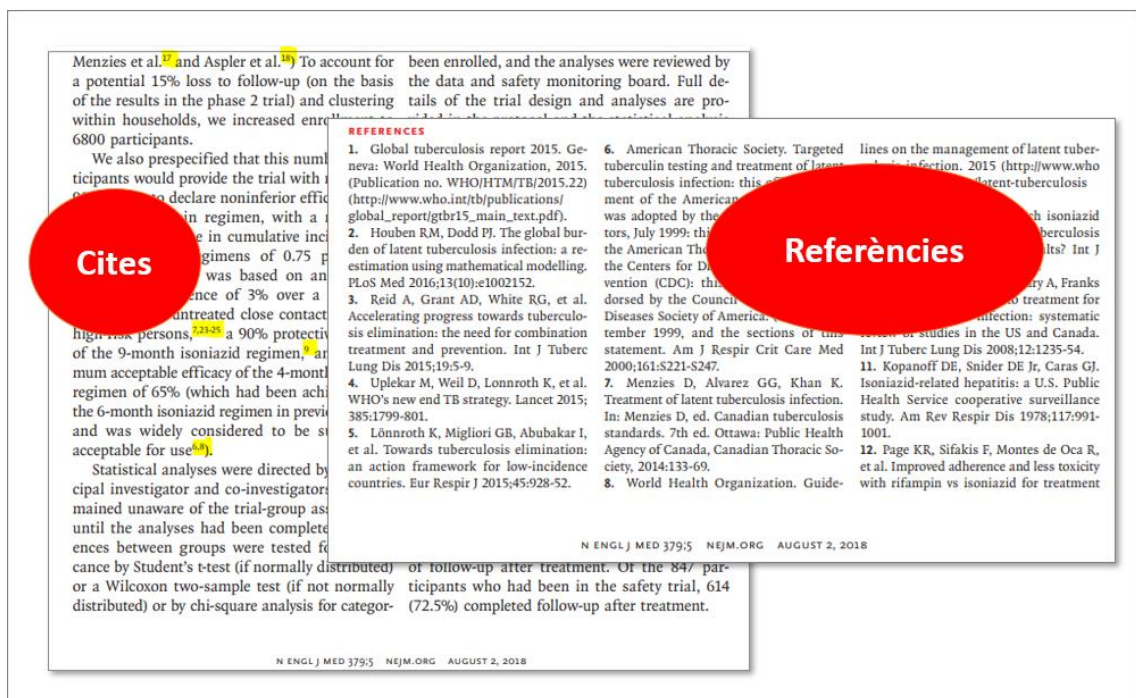 Menzies et al.17 and Aspler et al.18) To account for
a potential 15% loss to follow-up (on the basis
of the results in the phase 2 trial) and clustering
within households, we increased enrollment to
6800 participants.
We also prespecified that this num
ticipants would provide the trial with
to declare noninferior effic
in regimen, with a
e in cumulative inci
gimens of 0.75 p
was based on an
ence of 3% over a
untreated close contact
high-risk persons,7,23-25 a 90% protectiv
of the 9-month isoniazid regimen,9 an
mum acceptable efficacy of the 4-month
regimen of 65% (which had been achi
the 6-month isoniazid regimen in previ
and was widely considered to be su
acceptable for use6,8).
Statistical analyses were directed by
cipal investigator and co-investigators
mained unaware of the trial-group ass
until the analyses had been complete
ences between groups were tested fo
cance by Student's t-test (if normally distributed)
or a Wilcoxon two-sample test (if not normally
distributed) or by chi-square analysis for categor-
been enrolled, and the analyses were reviewed by
the data and safety monitoring board. Full de-
tails of the trial design and analyses are pro-
of follow-up after treatment. Of the 847 par-
ticipants who had been in the safety trial, 614
(72.5%) completed follow-up after treatment.
N ENGL J MED 379;5 NEJM.ORG AUGUST 2, 2018
Cites
REFERENCES
1. Global tuberculosis report 2015. Ge-
neva: World Health Organization, 2015.
(Publication no. WHO/HTM/TB/2015.22)
(http://www.who.int/tb/publications/
global_report/gtbr15_main_text.pdf).
2. Houben RM, Dodd PJ. The global bur-
den of latent tuberculosis infection: a re-
estimation using mathematical modelling.
PLoS Med 2016;13(10):e1002152.
3. Reid A, Grant AD, White RG, et al.
Accelerating progress towards tuberculo-
sis elimination: the need for combination
treatment and prevention. Int J Tuberc
Lung Dis 2015;19:5-9.
4. Uplekar M, Weil D, Lonnroth K, et al.
WHO's new end TB strategy. Lancet 2015;
385:1799-801.
5. Lönnroth K, Migliori GB, Abubakar I,
et al. Towards tuberculosis elimination:
an action framework for low-incidence
countries. Eur Respir J 2015;45:928-52.
6. American Thoracic Society. Targeted
tuberculin testing and treatment of latent
tuberculosis infection: this
ment of the American
was adopted by the
tors, July 1999: thi
the American Tho
the Centers for Di
vention (CDC): this
dorsed by the Council
Diseases Society of America.
tember 1999, and the sections of this
statement. Am J Respir Crit Care Med
2000;161:S221-S247.
7. Menzies D, Alvarez GG, Khan K.
Treatment of latent tuberculosis infection.
In: Menzies D, ed. Canadian tuberculosis
standards. 7th ed. Ottawa: Public Health
Agency of Canada, Canadian Thoracic So-
ciety, 2014:133-69.
8. World Health Organization. Guide-
lines on the management of latent tuber-
infection. 2015 (http://www.who
/latent-tuberculosis
ch isoniazid
berculosis
lts? Int J
ry A, Franks
to treatment for
infection: systematic
review of studies in the US and Canada.
Int J Tuberc Lung Dis 2008;12:1235-54.
11. Kopanoff DE, Snider DE Jr, Caras GJ.
Isoniazid-related hepatitis: a U.S. Public
Health Service cooperative surveillance
study. Am Rev Respir Dis 1978;117:991-
1001.
12. Page KR, Sifakis F, Montes de Oca R,
et al. Improved adherence and less toxicity
with rifampin vs isoniazid for treatment
N ENGL J MED 379;5 NEJM.ORG AUGUST 2, 2018
Referències